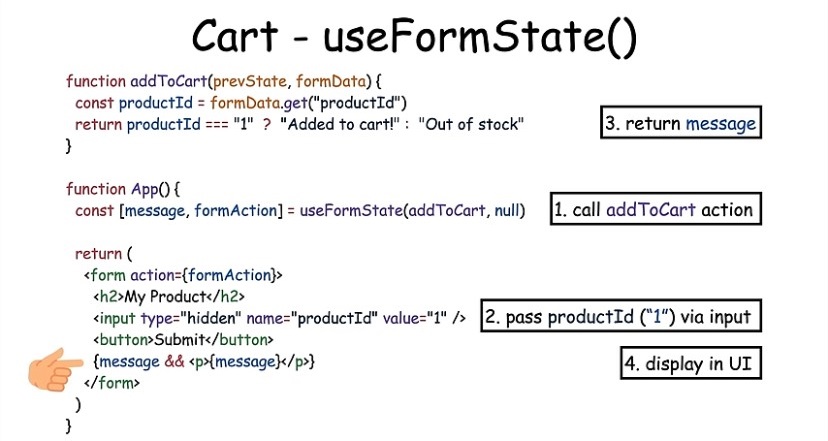 Cart - useFormState()
function addToCart(prevState, formData) {
const productId = formData.get("productId")
return productId === "1" ? "Added to cart!" : "Out of stock"
3. return message
}
function App() {
const [message, formAction] = useFormState(addToCart, null)
1. call addToCart action
return (
<form action={formAction}>
<h2>My Product</h2>
<input type="hidden" name="productId" value="1" />
2. pass productId ("1") via input
<button>Submit</button>
{message && <p>{message}</p>}
4. display in UI
</form>
)
}